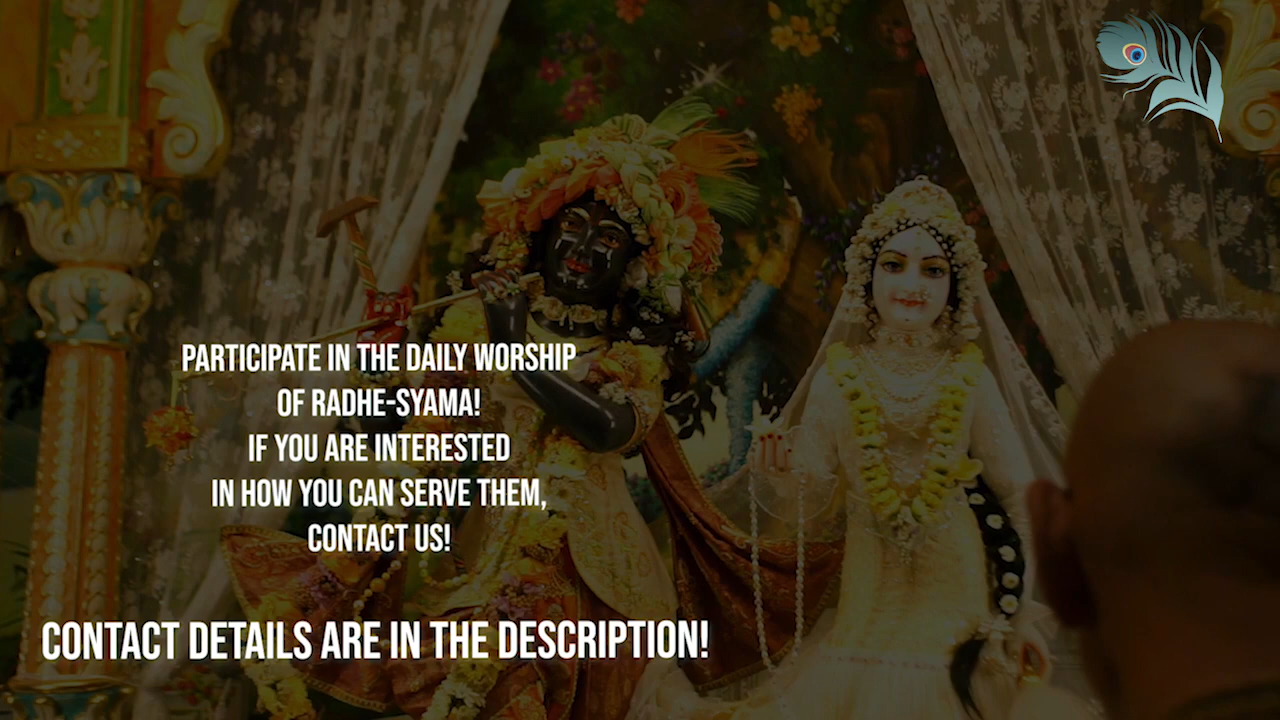 PARTICIPATE IN THE DAILY WORSHIP
OF RADHE-SYAMA!
IF YOU ARE INTERESTED
IN HOW YOU CAN SERVE THEM,
CONTACT US!
CONTACT DETAILS ARE IN THE DESCRIPTION!